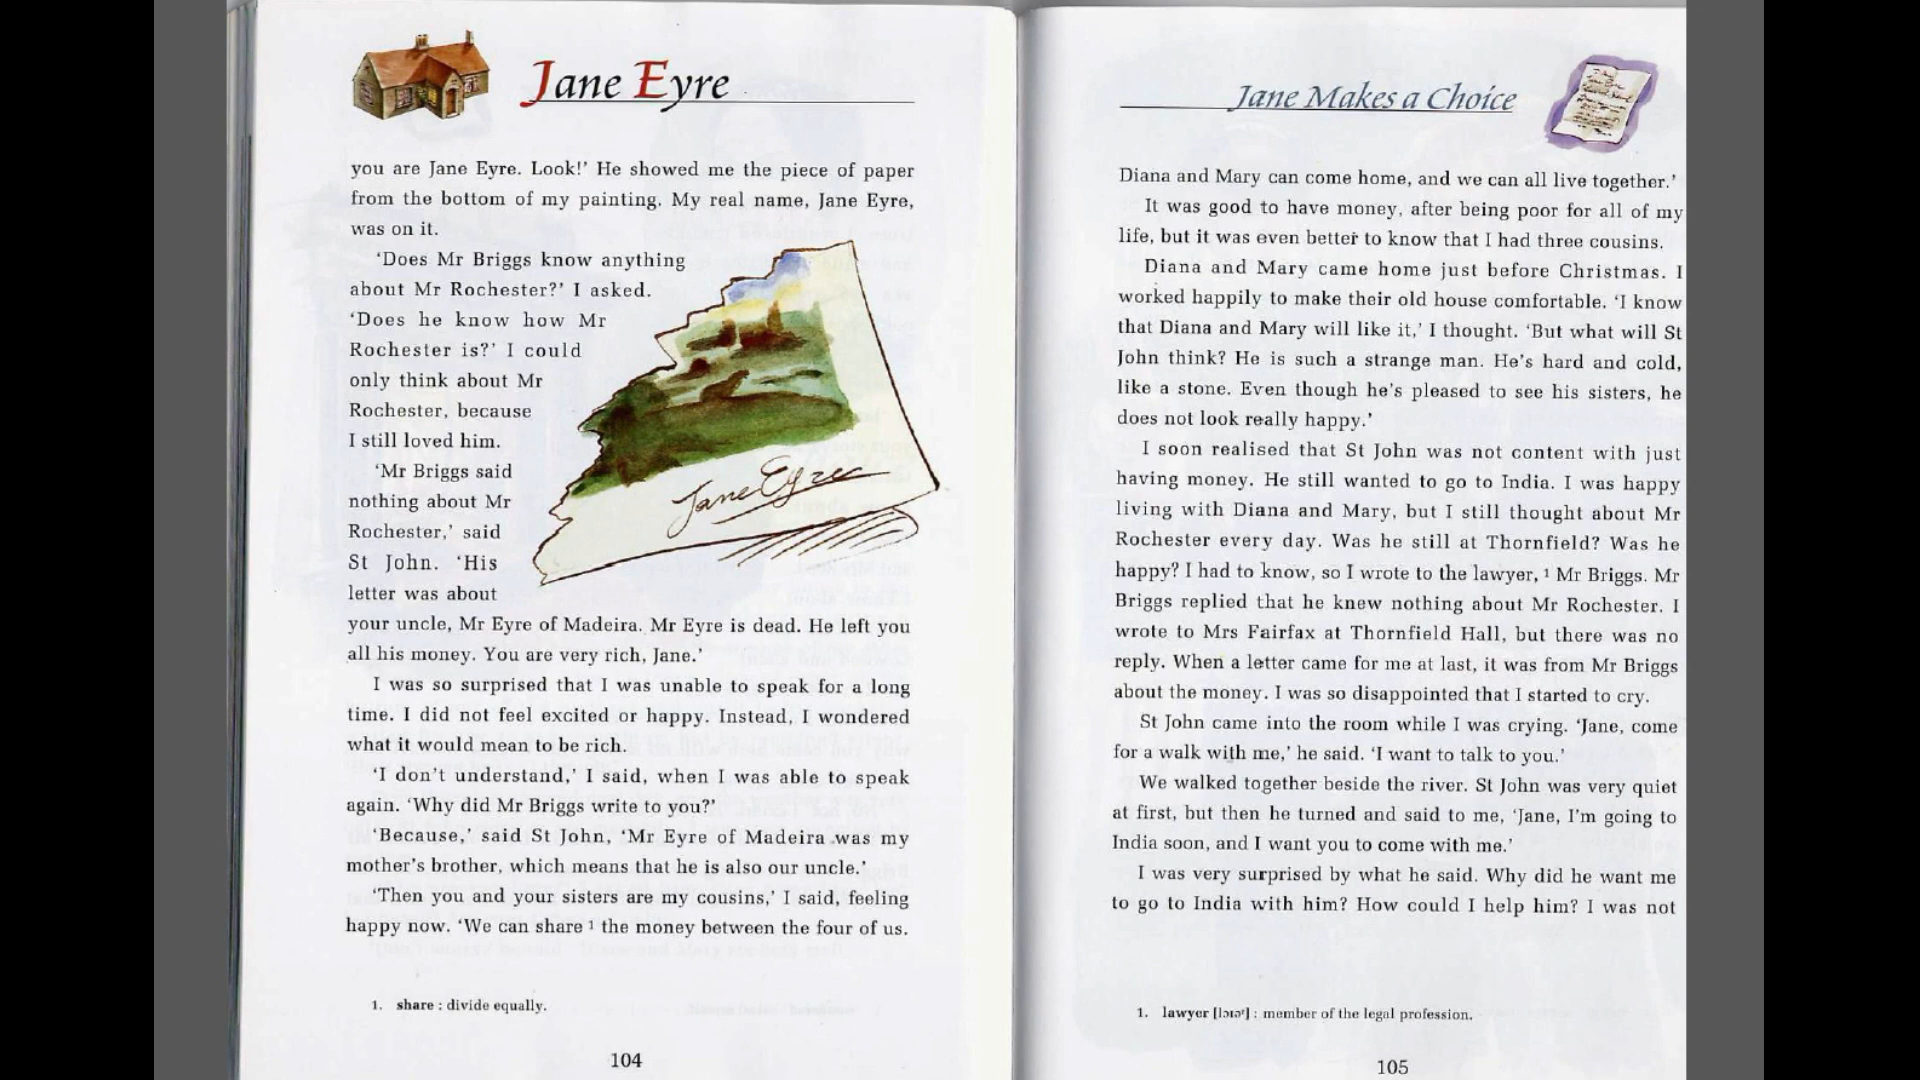 Jane Eyre
you are Jane Eyre. Look!’ He showed me the piece of paper
from the bottom of my painting. My real name, Jane Eyre,
was on it.
‘Does Mr Briggs know anything
about Mr Rochester?’ I asked.
‘Does he know how Mr
Rochester is?’ I could
only think about Mr
Rochester, because
I still loved him.
‘Mr Briggs said
nothing about Mr
Rochester,’ said
St John. ‘His
letter was about
your uncle, Mr Eyre of Madeira. Mr Eyre is dead. He left you
all his money. You are very rich, Jane.’
I was so surprised that I was unable to speak for a long
time. I did not feel excited or happy. Instead, I wondered
what it would mean to be rich.
‘I don’t understand,’ I said, when I was able to speak
again. ‘Why did Mr Briggs write to you?’
‘Because,’ said St John, ‘Mr Eyre of Madeira was my
mother’s brother, which means that he is also our uncle.’
‘Then you and your sisters are my cousins,’ I said, feeling
happy now. ‘We can share 1 the money between the four of us.
Jane Eyre
1. share : divide equally.
104
Jane Makes a Choice
Diana and Mary can come home, and we can all live together.’
It was good to have money, after being poor for all of my
life, but it was even better to know that I had three cousins.
Diana and Mary came home just before Christmas. I
worked happily to make their old house comfortable. ‘I know
that Diana and Mary will like it,’ I thought. ‘But what will St
John think? He is such a strange man. He’s hard and cold,
like a stone. Even though he’s pleased to see his sisters, he
does not look really happy.’
I soon realised that St John was not content with just
having money. He still wanted to go to India. I was happy
living with Diana and Mary, but I still thought about Mr
Rochester every day. Was he still at Thornfield? Was he
happy? I had to know, so I wrote to the lawyer, 1 Mr Briggs. Mr
Briggs replied that he knew nothing about Mr Rochester. I
wrote to Mrs Fairfax at Thornfield Hall, but there was no
reply. When a letter came for me at last, it was from Mr Briggs
about the money. I was so disappointed that I started to cry.
St John came into the room while I was crying. ‘Jane, come
for a walk with me,’ he said. ‘I want to talk to you.’
We walked together beside the river. St John was very quiet
at first, but then he turned and said to me, ‘Jane, I’m going to
India soon, and I want you to come with me.’
I was very surprised by what he said. Why did he want me
to go to India with him? How could I help him? I was not
1. lawyer [lɔɪəʳ] : member of the legal profession.
105